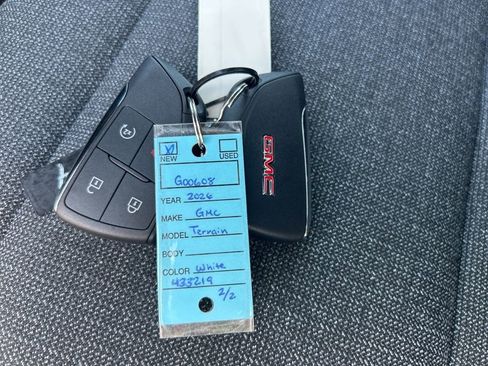 NEW USED
G00608
YEAR 2026
MAKE GMC
MODEL Terrain
BODY
COLOR White
433219
2/2
GMC